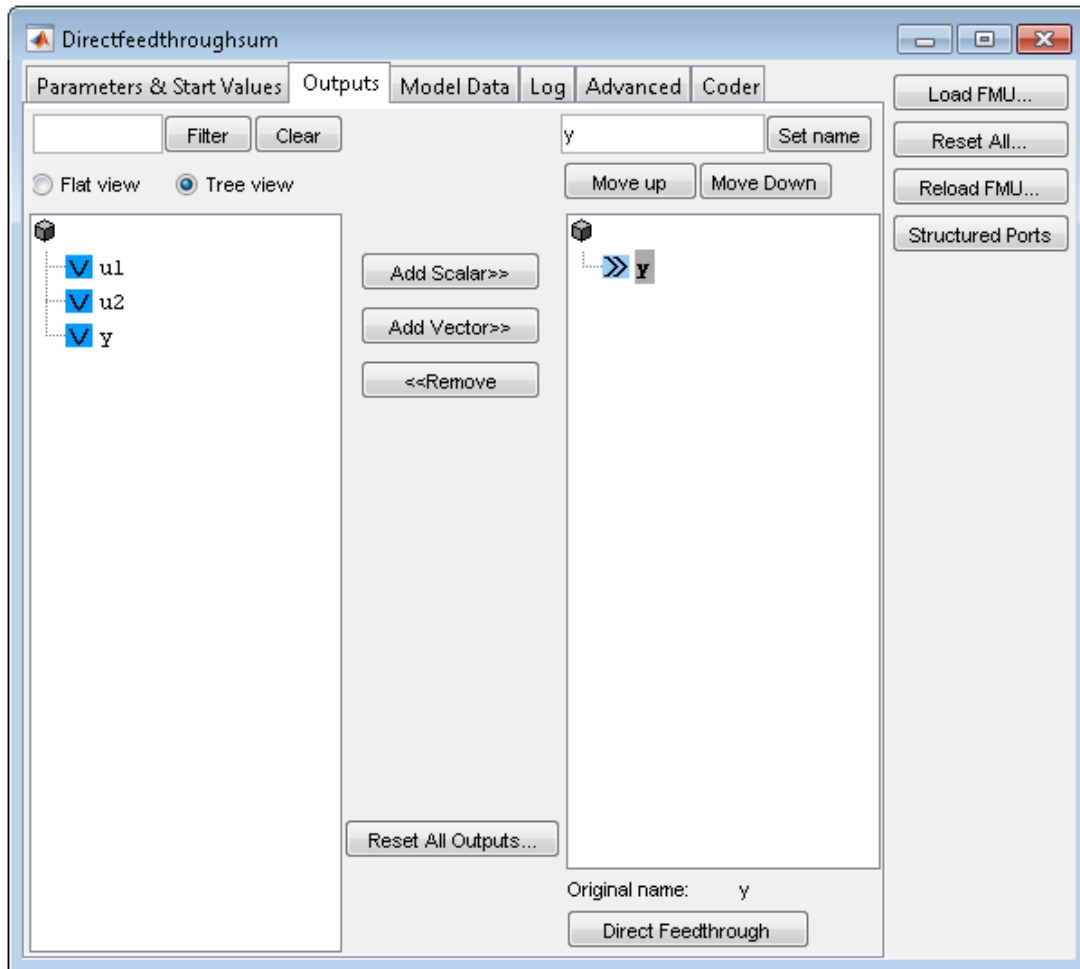 Directfeedthroughsum
Parameters & Start Values Outputs Model Data Log Advanced Coder
Load FMU...
Filter Clear y Set name
Reset All...
Flat view Tree view Move up Move Down
Reload FMU...
Structured Ports
u1
u2
y
Add Scalar>>
Add Vector>>
<<Remove
y
Reset All Outputs...
Original name: y
Direct Feedthrough